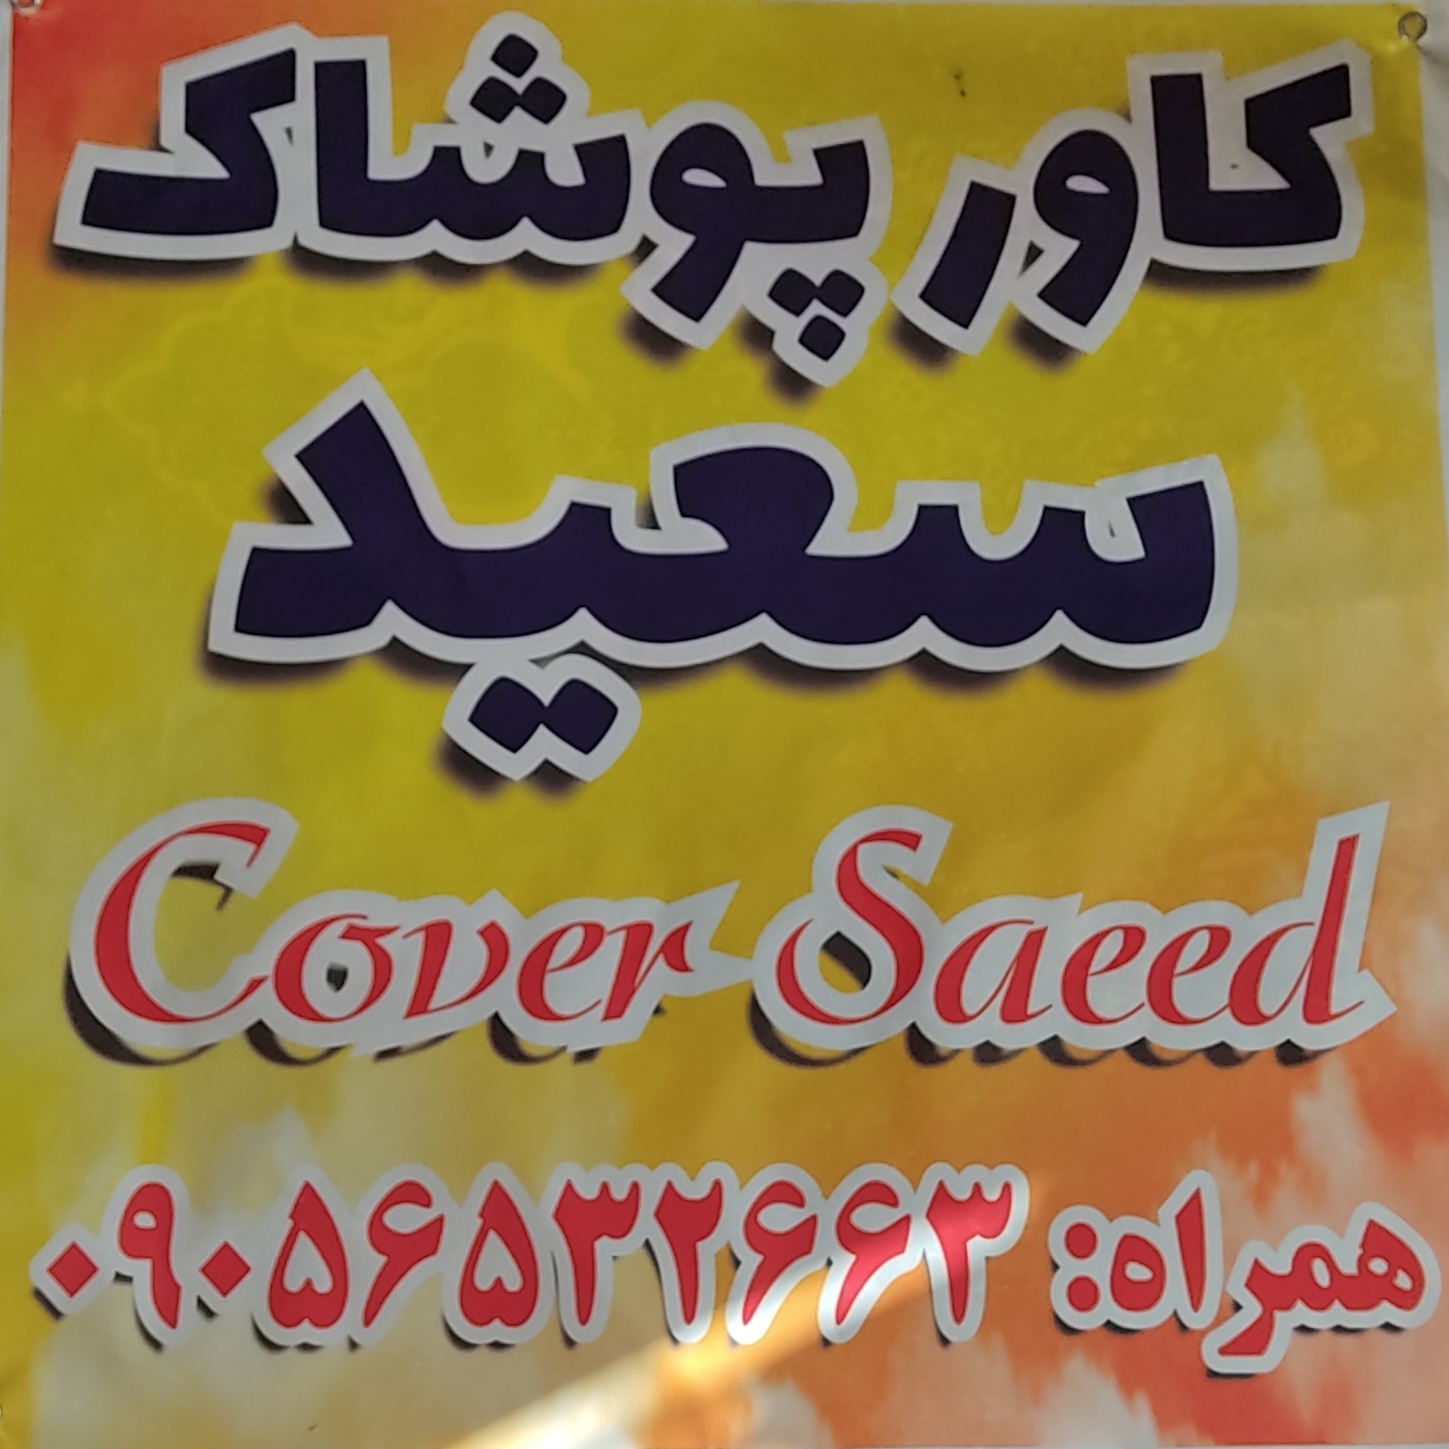 کاور پوشاک
سعید
Cover Saeed
همراه: ۰۹۰۵۶۵۳۲۶۶۳